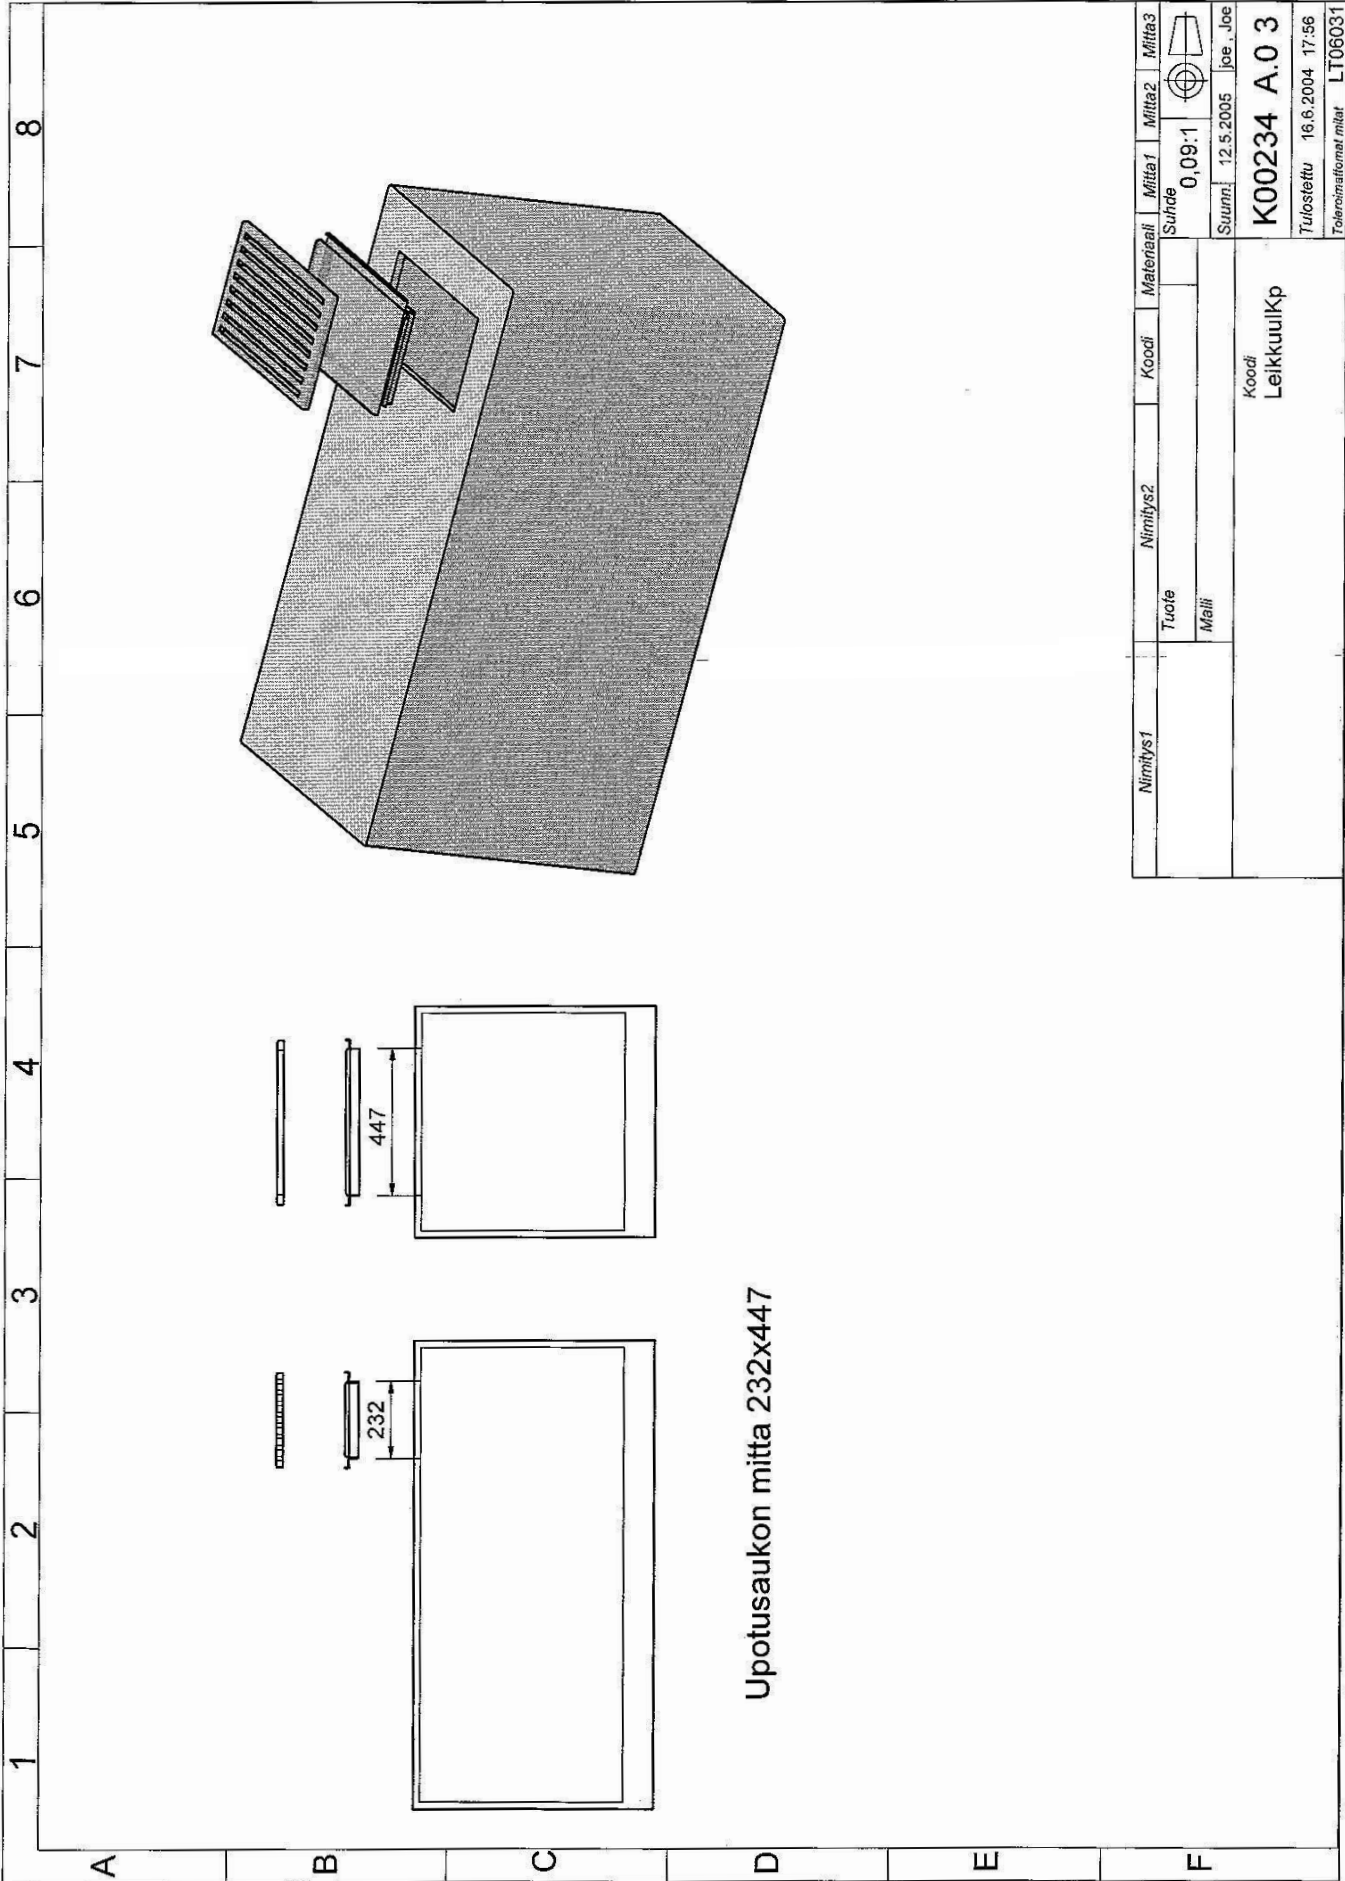 1 2 3 4 5 6 7 8
A
B
C
D
E
F
232
447
Upotusaukon mitta 232x447
Nimitys1 Nimitys2 Koodi Materiaali Mitta1 Mitta2 Mitta3
Tuote
Malli
Suhde
0,09:1
Suunn. 12.5.2005 joe , Joe
Koodi
LeikkuulKp
K00234 A.0 3
Tulostettu 16.6.2004 17:56
Toleroimattomat mitat LT06031